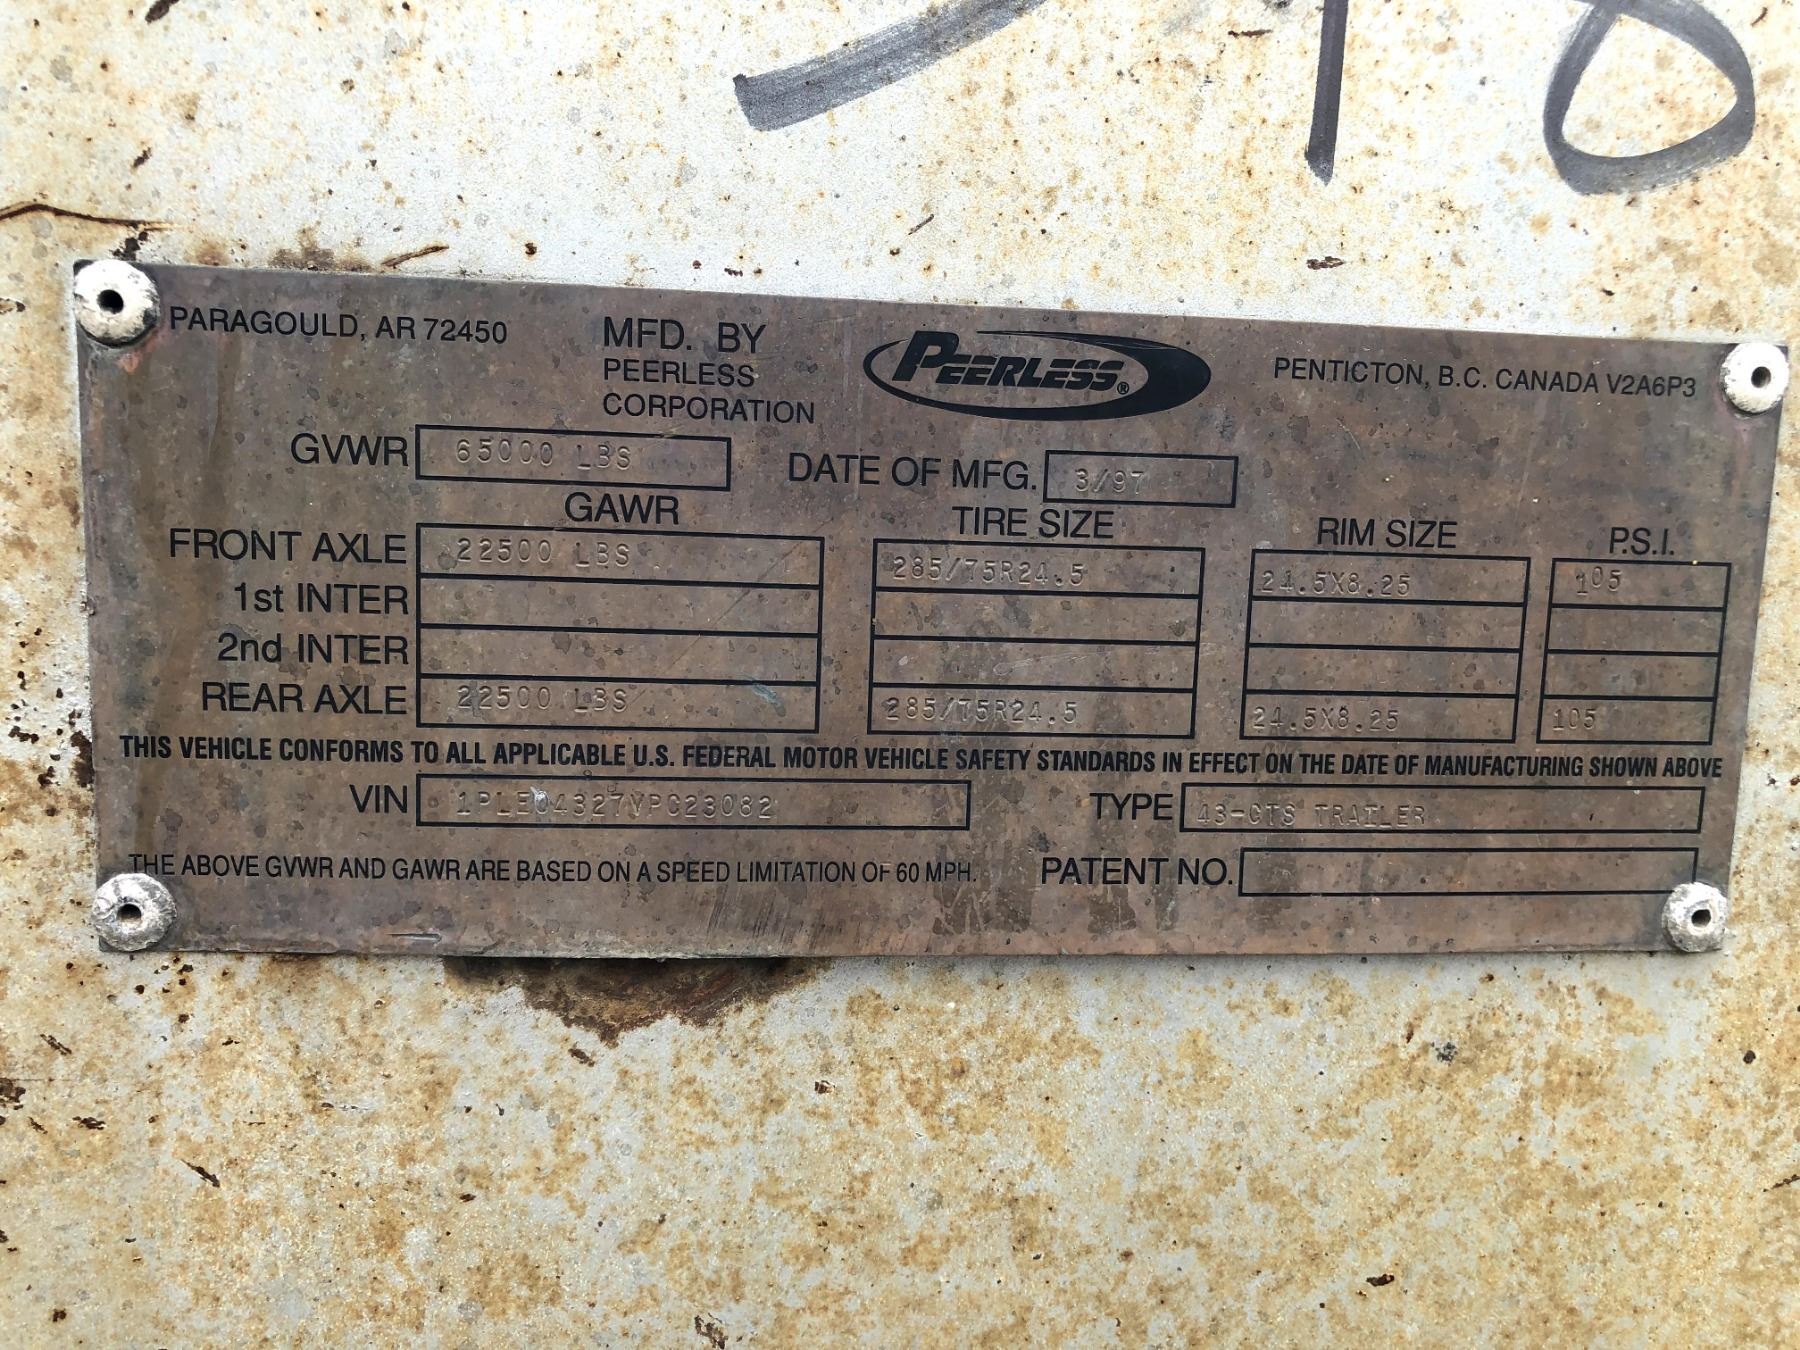 PARAGOULD, AR 72450
MFD. BY
PEERLESS
CORPORATION
PEERLESS®
PENTICTON, B.C. CANADA V2A6P3
GVWR 65000 LBS
DATE OF MFG. 3/97
GAWR TIRE SIZE RIM SIZE P.S.I.
FRONT AXLE 22500 LBS 285/75R24.5 24.5X8.25 105
1st INTER
2nd INTER
REAR AXLE 22500 LBS 285/75R24.5 24.5X8.25 105
THIS VEHICLE CONFORMS TO ALL APPLICABLE U.S. FEDERAL MOTOR VEHICLE SAFETY STANDARDS IN EFFECT ON THE DATE OF MANUFACTURING SHOWN ABOVE
VIN 1PLE04327VPC23082 TYPE 43-CTS TRAILER
THE ABOVE GVWR AND GAWR ARE BASED ON A SPEED LIMITATION OF 60 MPH. PATENT NO.